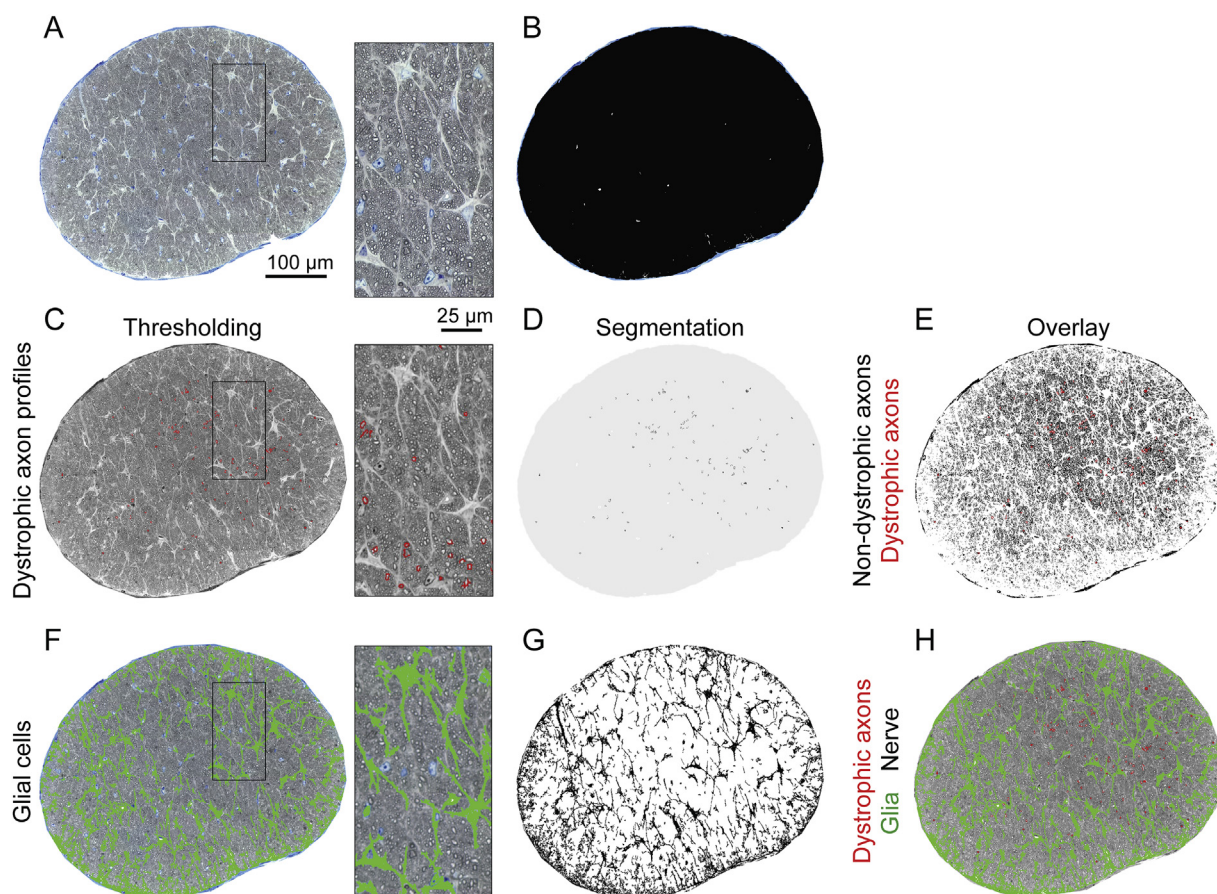 A
B
100 µm
25 µm
C
Thresholding
D
Segmentation
E
Overlay
Dystrophic axon profiles
Non-dystrophic axons
Dystrophic axons
F
G
H
Glial cells
Dystrophic axons
Glia Nerve